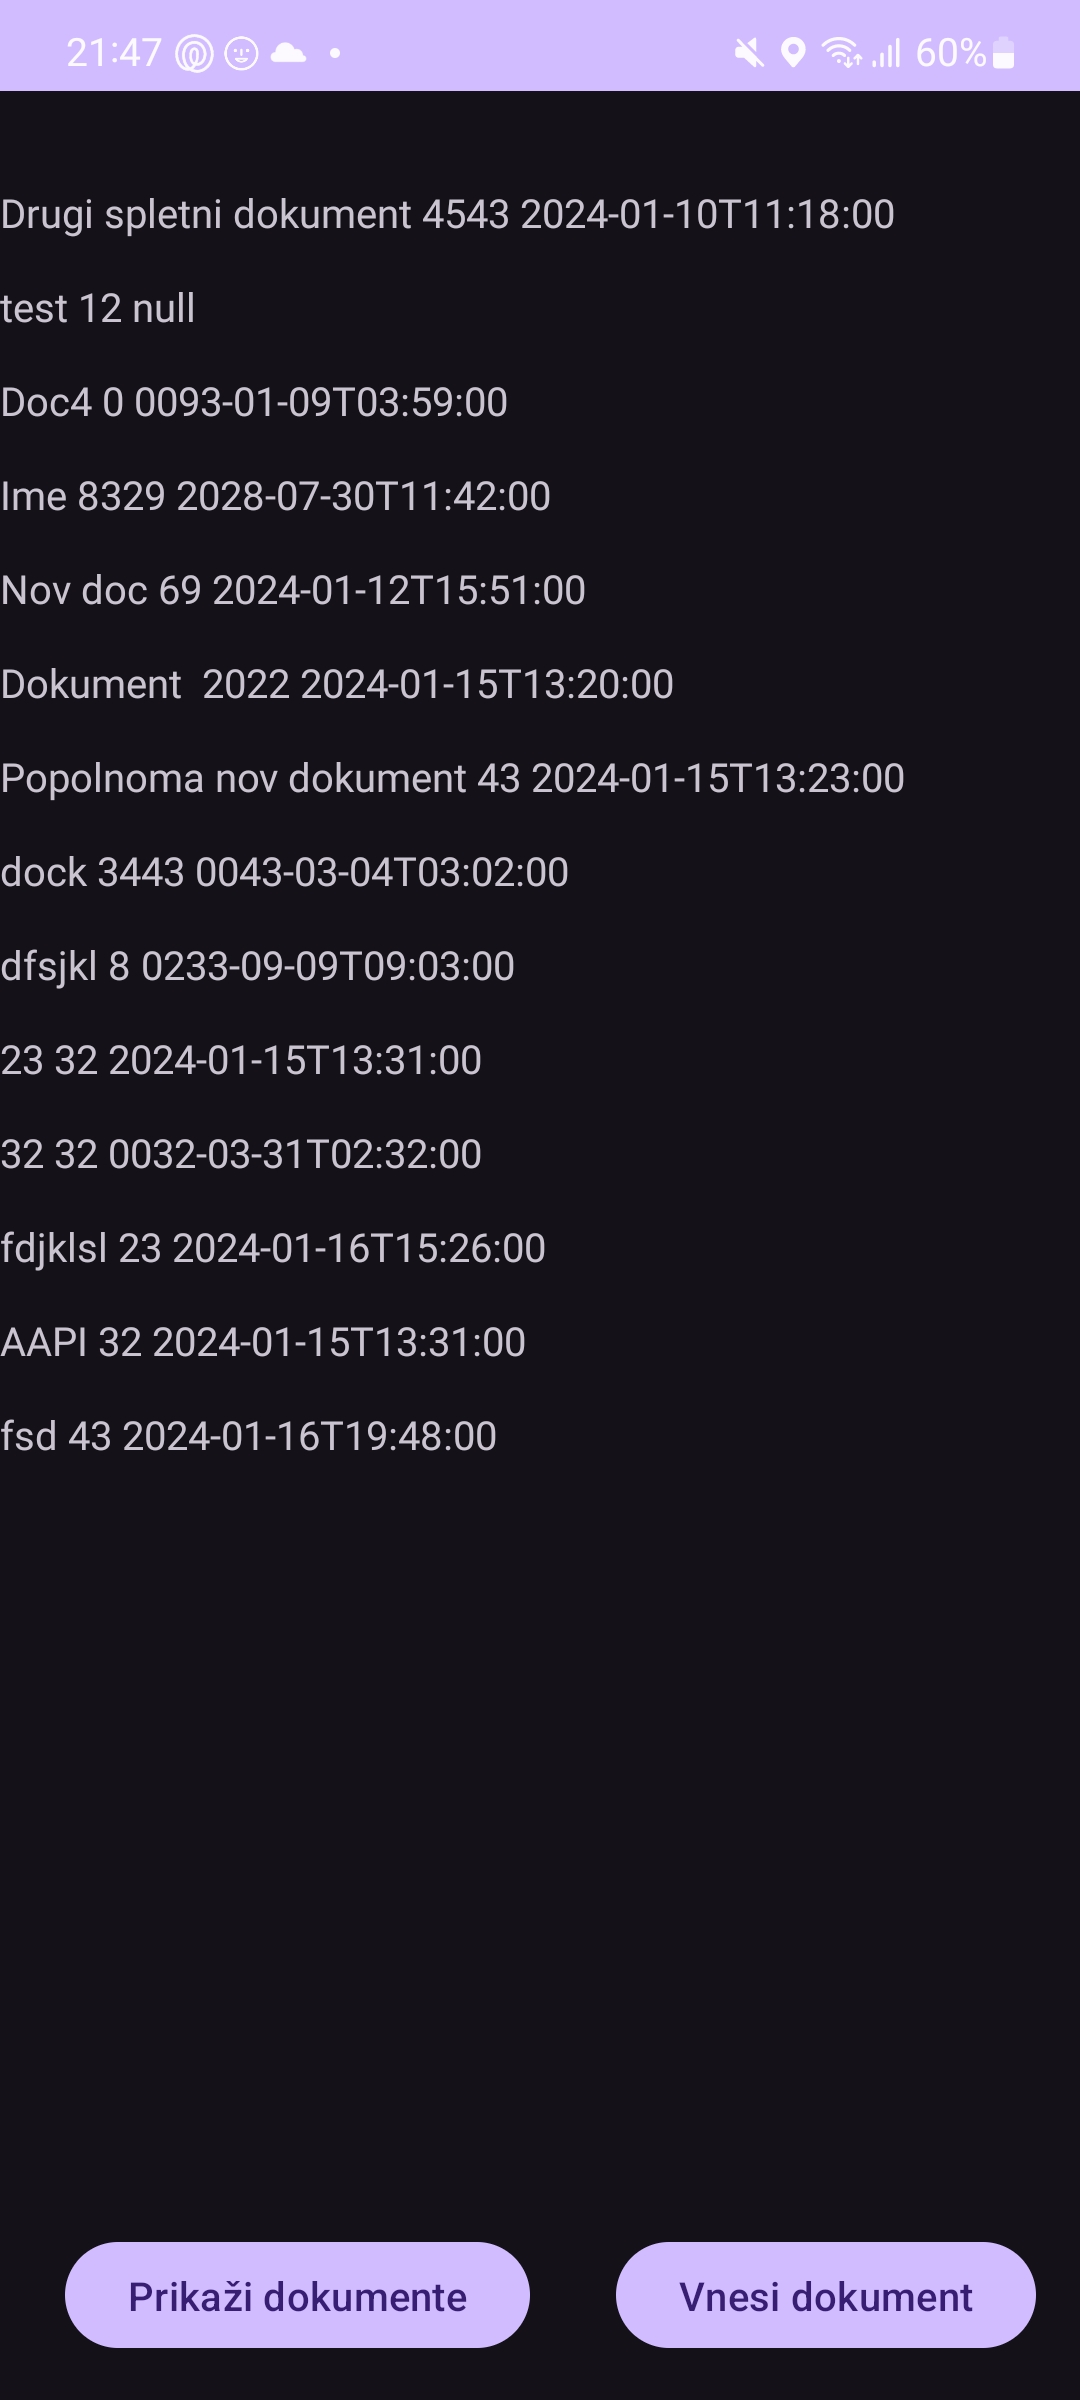 21:47 60%
Drugi spletni dokument 4543 2024-01-10T11:18:00
test 12 null
Doc4 0 0093-01-09T03:59:00
Ime 8329 2028-07-30T11:42:00
Nov doc 69 2024-01-12T15:51:00
Dokument  2022 2024-01-15T13:20:00
Popolnoma nov dokument 43 2024-01-15T13:23:00
dock 3443 0043-03-04T03:02:00
dfsjkl 8 0233-09-09T09:03:00
23 32 2024-01-15T13:31:00
32 32 0032-03-31T02:32:00
fdjklsl 23 2024-01-16T15:26:00
AAPI 32 2024-01-15T13:31:00
fsd 43 2024-01-16T19:48:00
Prikaži dokumente Vnesi dokument